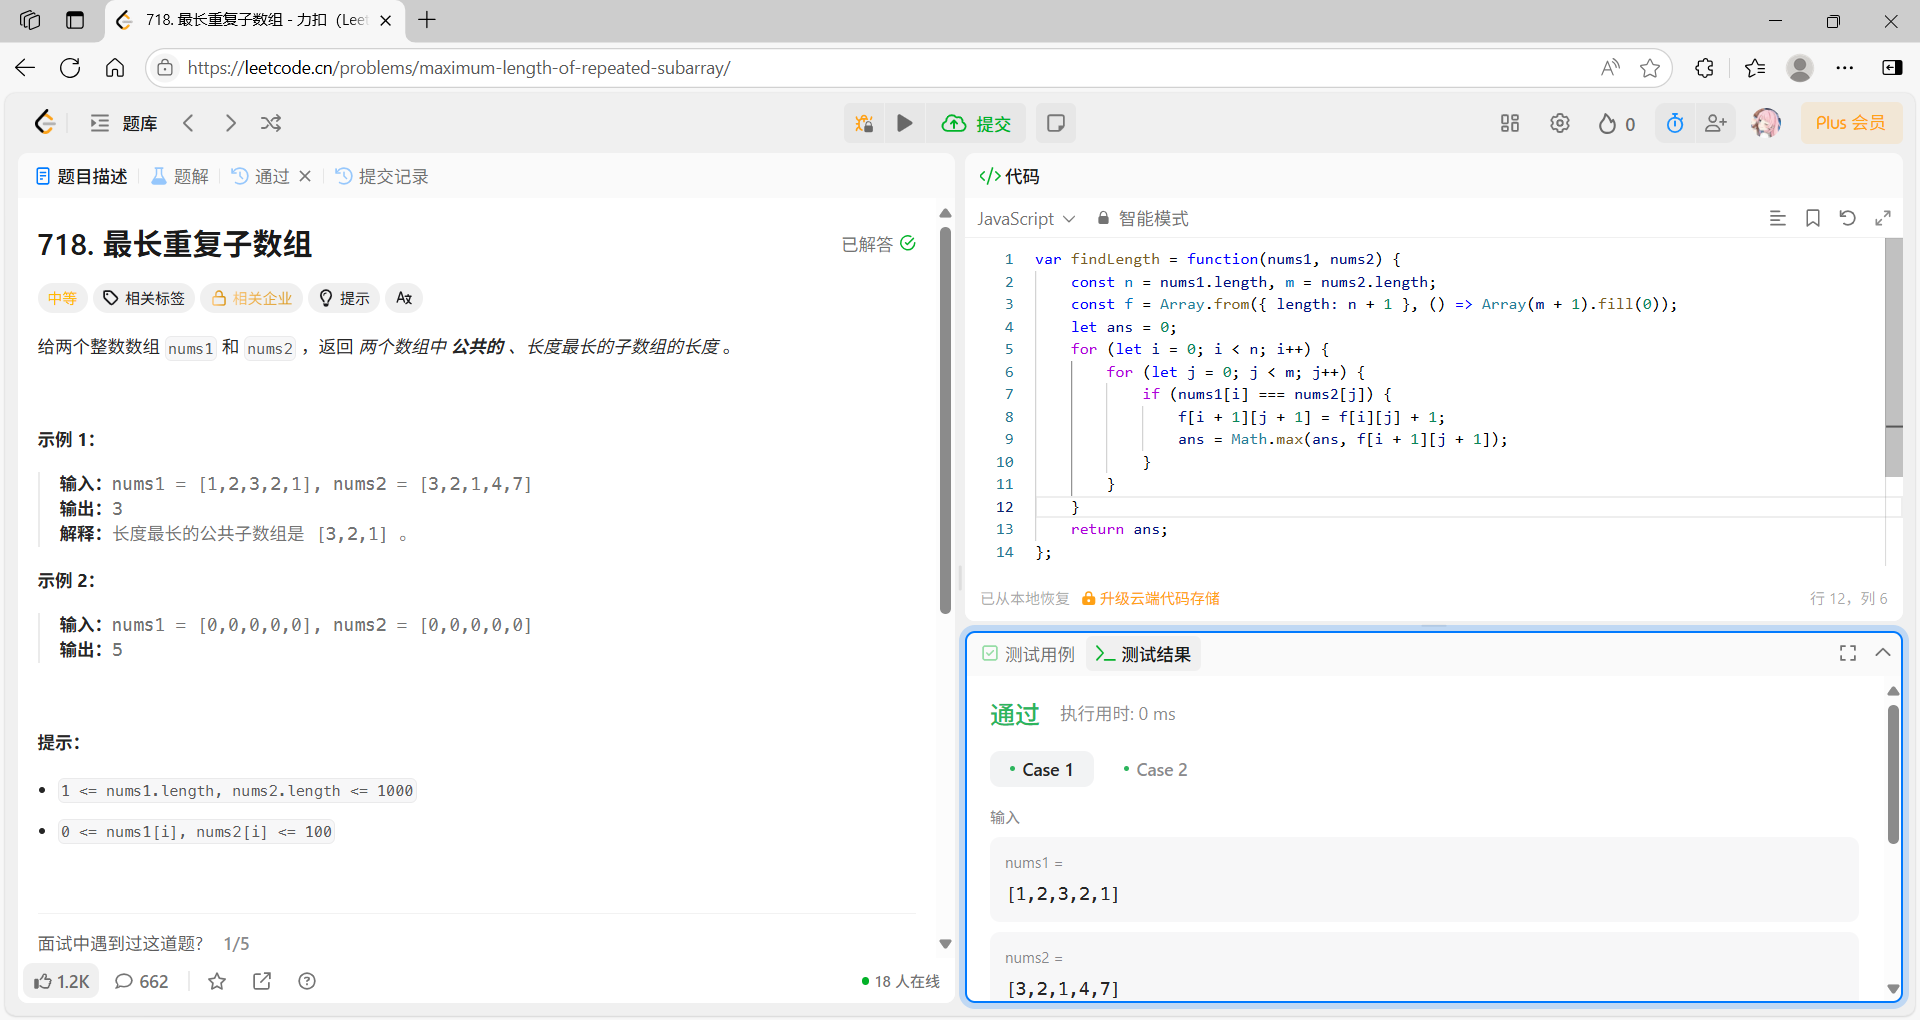 718. 最长重复子数组 - 力扣（Leet
https://leetcode.cn/problems/maximum-length-of-repeated-subarray/
题库
提交
0
Plus 会员
题目描述
题解
通过
提交记录
718. 最长重复子数组
已解答
中等
相关标签
相关企业
提示
给两个整数数组 nums1 和 nums2 ，返回 两个数组中 公共的 、长度最长的子数组的长度 。
示例 1：
输入：nums1 = [1,2,3,2,1], nums2 = [3,2,1,4,7]
输出：3
解释：长度最长的公共子数组是 [3,2,1] 。
示例 2：
输入：nums1 = [0,0,0,0,0], nums2 = [0,0,0,0,0]
输出：5
提示：
1 <= nums1.length, nums2.length <= 1000
0 <= nums1[i], nums2[i] <= 100
面试中遇到过这道题? 1/5
1.2K
662
18 人在线
</> 代码
JavaScript
智能模式
1 var findLength = function(nums1, nums2) {
2 const n = nums1.length, m = nums2.length;
3 const f = Array.from({ length: n + 1 }, () => Array(m + 1).fill(0));
4 let ans = 0;
5 for (let i = 0; i < n; i++) {
6 for (let j = 0; j < m; j++) {
7 if (nums1[i] === nums2[j]) {
8 f[i + 1][j + 1] = f[i][j] + 1;
9 ans = Math.max(ans, f[i + 1][j + 1]);
10 }
11 }
12 }
13 return ans;
14 };
已从本地恢复
升级云端代码存储
行 12，列 6
测试用例
测试结果
通过
执行用时: 0 ms
Case 1
Case 2
输入
nums1 =
[1,2,3,2,1]
nums2 =
[3,2,1,4,7]